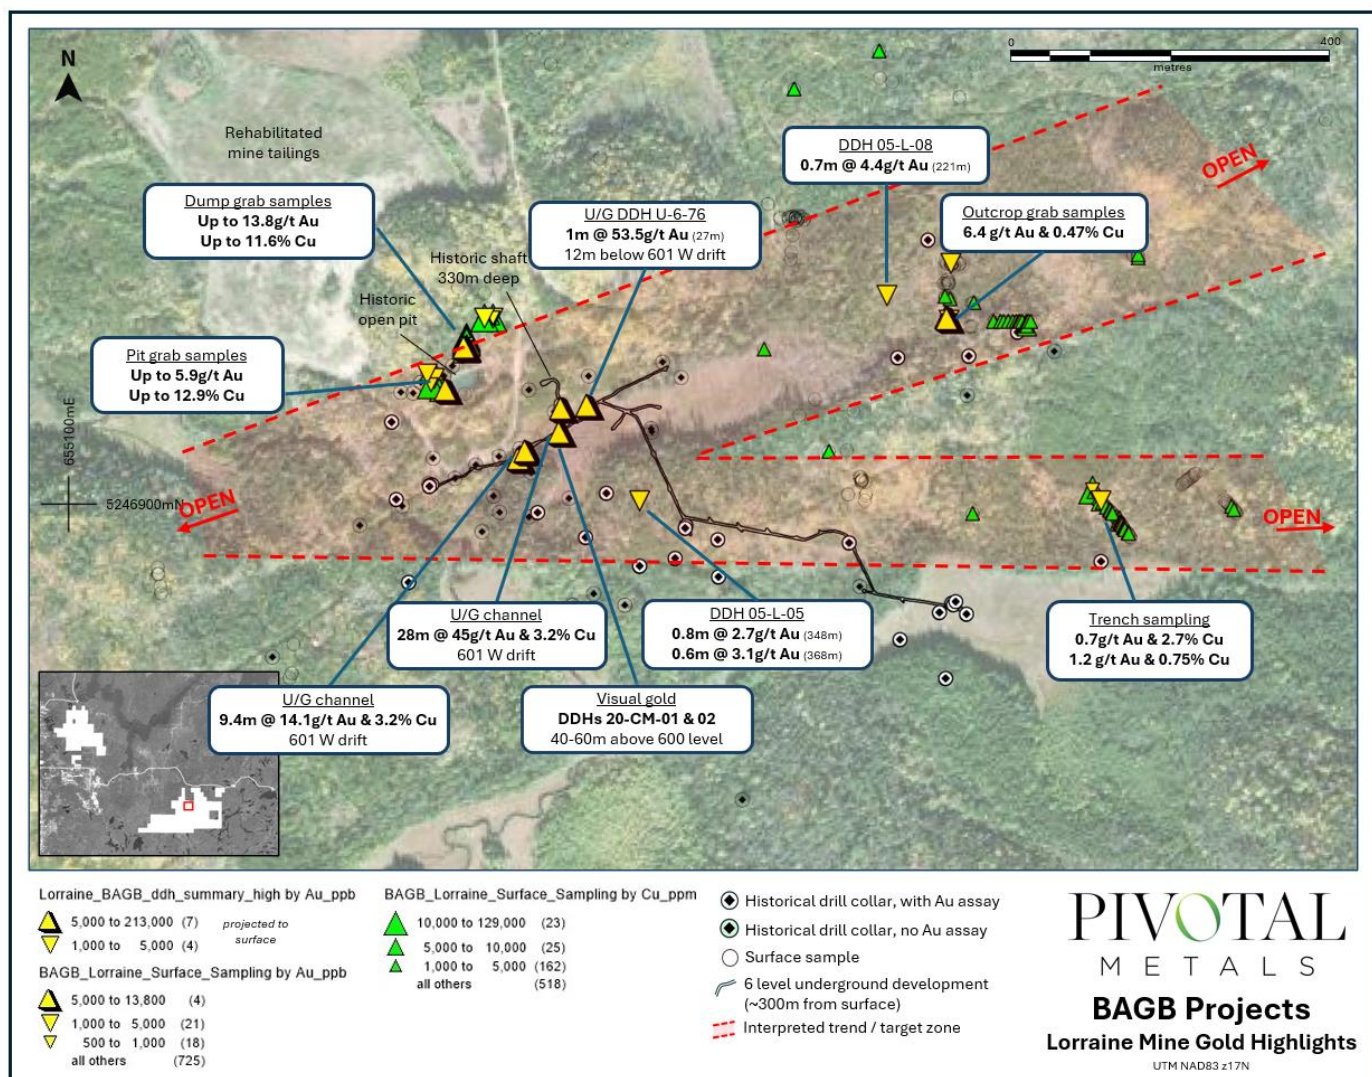 N
0 400
metres
Rehabilitated
mine tailings
DDH 05-L-08
0.7m @ 4.4g/t Au (221m)
OPEN
Dump grab samples
Up to 13.8g/t Au
Up to 11.6% Cu
U/G DDH U-6-76
1m @ 53.5g/t Au (27m)
12m below 601 W drift
Outcrop grab samples
6.4 g/t Au & 0.47% Cu
Historic shaft
330m deep
Historic
open pit
Pit grab samples
Up to 5.9g/t Au
Up to 12.9% Cu
655100mE
5246900mN
OPEN
OPEN
U/G channel
28m @ 45g/t Au & 3.2% Cu
601 W drift
DDH 05-L-05
0.8m @ 2.7g/t Au (348m)
0.6m @ 3.1g/t Au (368m)
Trench sampling
0.7g/t Au & 2.7% Cu
1.2 g/t Au & 0.75% Cu
U/G channel
9.4m @ 14.1g/t Au & 3.2% Cu
601 W drift
Visual gold
DDHs 20-CM-01 & 02
40-60m above 600 level
Lorraine_BAGB_ddh_summary_high by Au_ppb
5,000 to 213,000 (7)
1,000 to 5,000 (4)
projected to
surface
BAGB_Lorraine_Surface_Sampling by Au_ppb
5,000 to 13,800 (4)
1,000 to 5,000 (21)
500 to 1,000 (18)
all others (725)
BAGB_Lorraine_Surface_Sampling by Cu_ppm
10,000 to 129,000 (23)
5,000 to 10,000 (25)
1,000 to 5,000 (162)
all others (518)
Historical drill collar, with Au assay
Historical drill collar, no Au assay
Surface sample
6 level underground development
(~300m from surface)
Interpreted trend / target zone
PIVOTAL
METALS
BAGB Projects
Lorraine Mine Gold Highlights
UTM NAD83 z17N